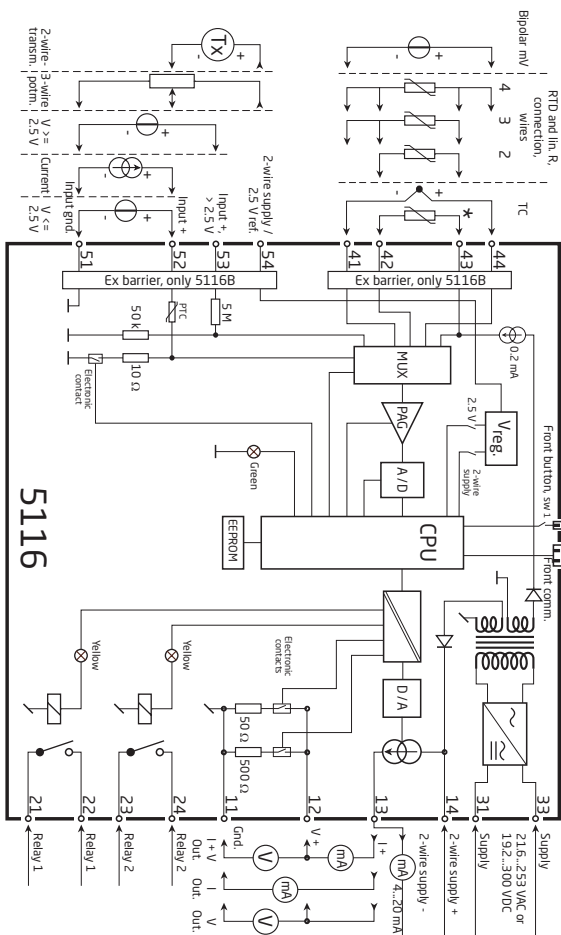 2-wire-
transm.
Tx
+
-
3-wire
potm.
V >=
2.5 V
-
+
Current
-
+
V <=
2.5 V
-
+
Input gnd.
Input +
Input +,
> 2.5 V
2-wire supply /
2.5 V ref.
Bipolar mV
-
+
RTD and lin. R,
connection,
wires
4
3
2
TC
-
+
*
51
52
53
54
41
42
43
44
Ex barrier, only 5116B
Ex barrier, only 5116B
50 k
PTC
5 M
10 Ω
Electronic
contact
MUX
0.2 mA
PAG
2.5 V
Vreg.
2-wire
supply
Green
A/D
Front button, sw 1
Front comm.
EEPROM
CPU
5116
Yellow
Yellow
Electronic
contacts
50 Ω
500 Ω
D/A
21
22
23
24
11
12
13
14
31
33
Relay 1
Relay 1
Relay 2
Relay 2
Gnd.
V +
I +
2-wire supply -
2-wire supply +
Supply
Supply
21.6...253 VAC or
19.2...300 VDC
V
mA
mA
4...20 mA
I + V
Out.
mA
I
Out.
V
V
Out.